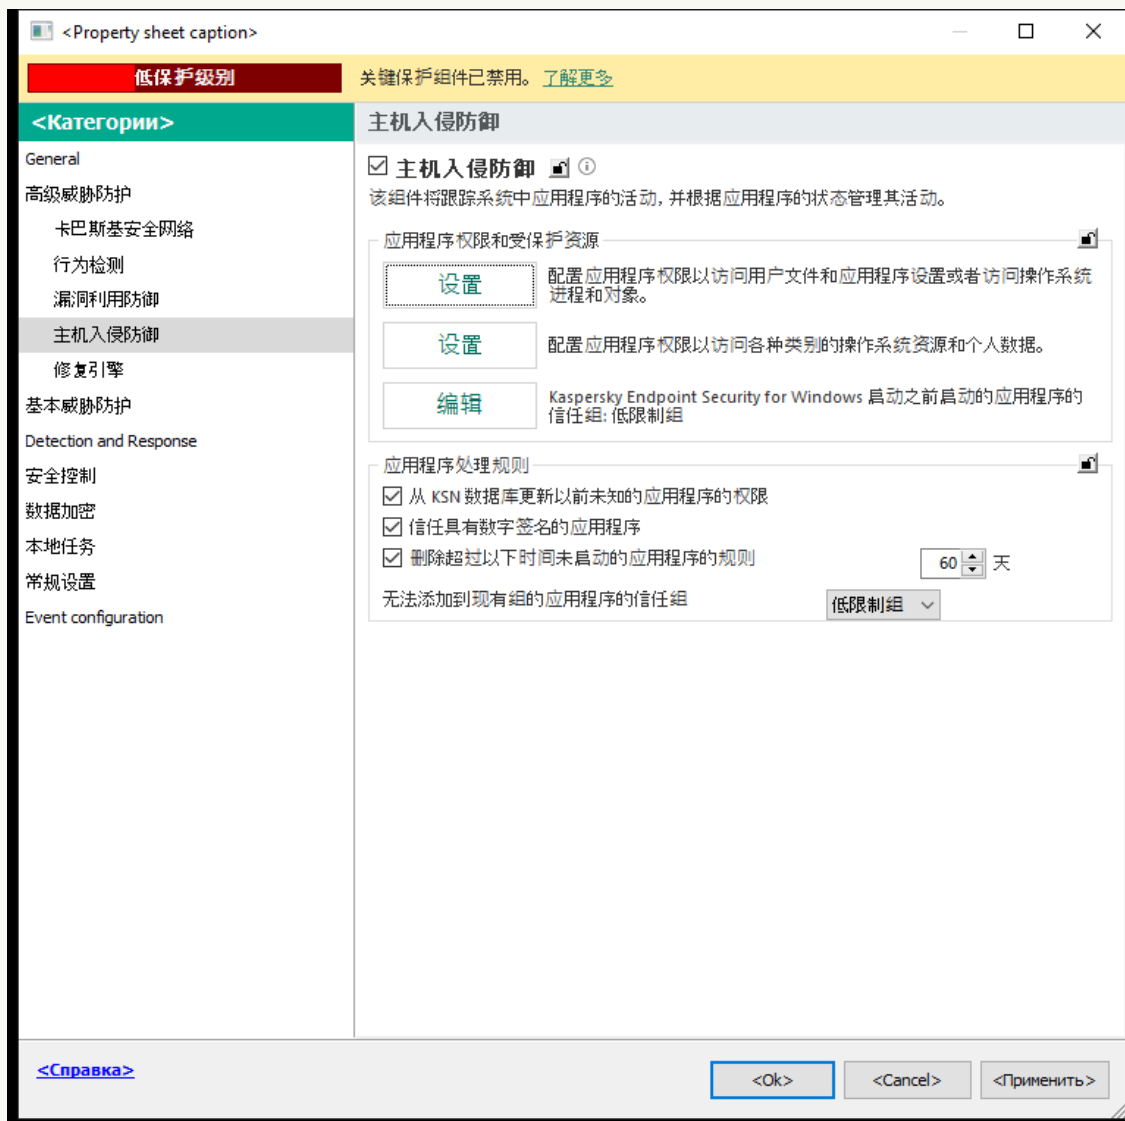 <Property sheet caption>
低保护级别
关键保护组件已禁用。 了解更多
<Категории>
General
高级威胁防护
卡巴斯基安全网络
行为检测
漏洞利用防御
主机入侵防御
修复引擎
基本威胁防护
Detection and Response
安全控制
数据加密
本地任务
常规设置
Event configuration
主机入侵防御
主机入侵防御
该组件将跟踪系统中应用程序的活动, 并根据应用程序的状态管理其活动。
应用程序权限和受保护资源
设置
配置应用程序权限以访问用户文件和应用程序设置或者访问操作系统
进程和对象。
设置
配置应用程序权限以访问各种类别的操作系统资源和个人数据。
编辑
Kaspersky Endpoint Security for Windows 启动之前启动的应用程序的
信任组: 低限制组
应用程序处理规则
从 KSN 数据库更新以前未知的应用程序的权限
信任具有数字签名的应用程序
删除超过以下时间未启动的应用程序的规则
60 天
无法添加到现有组的应用程序的信任组
低限制组
<Справка>
<Ok>
<Cancel>
<Применить>